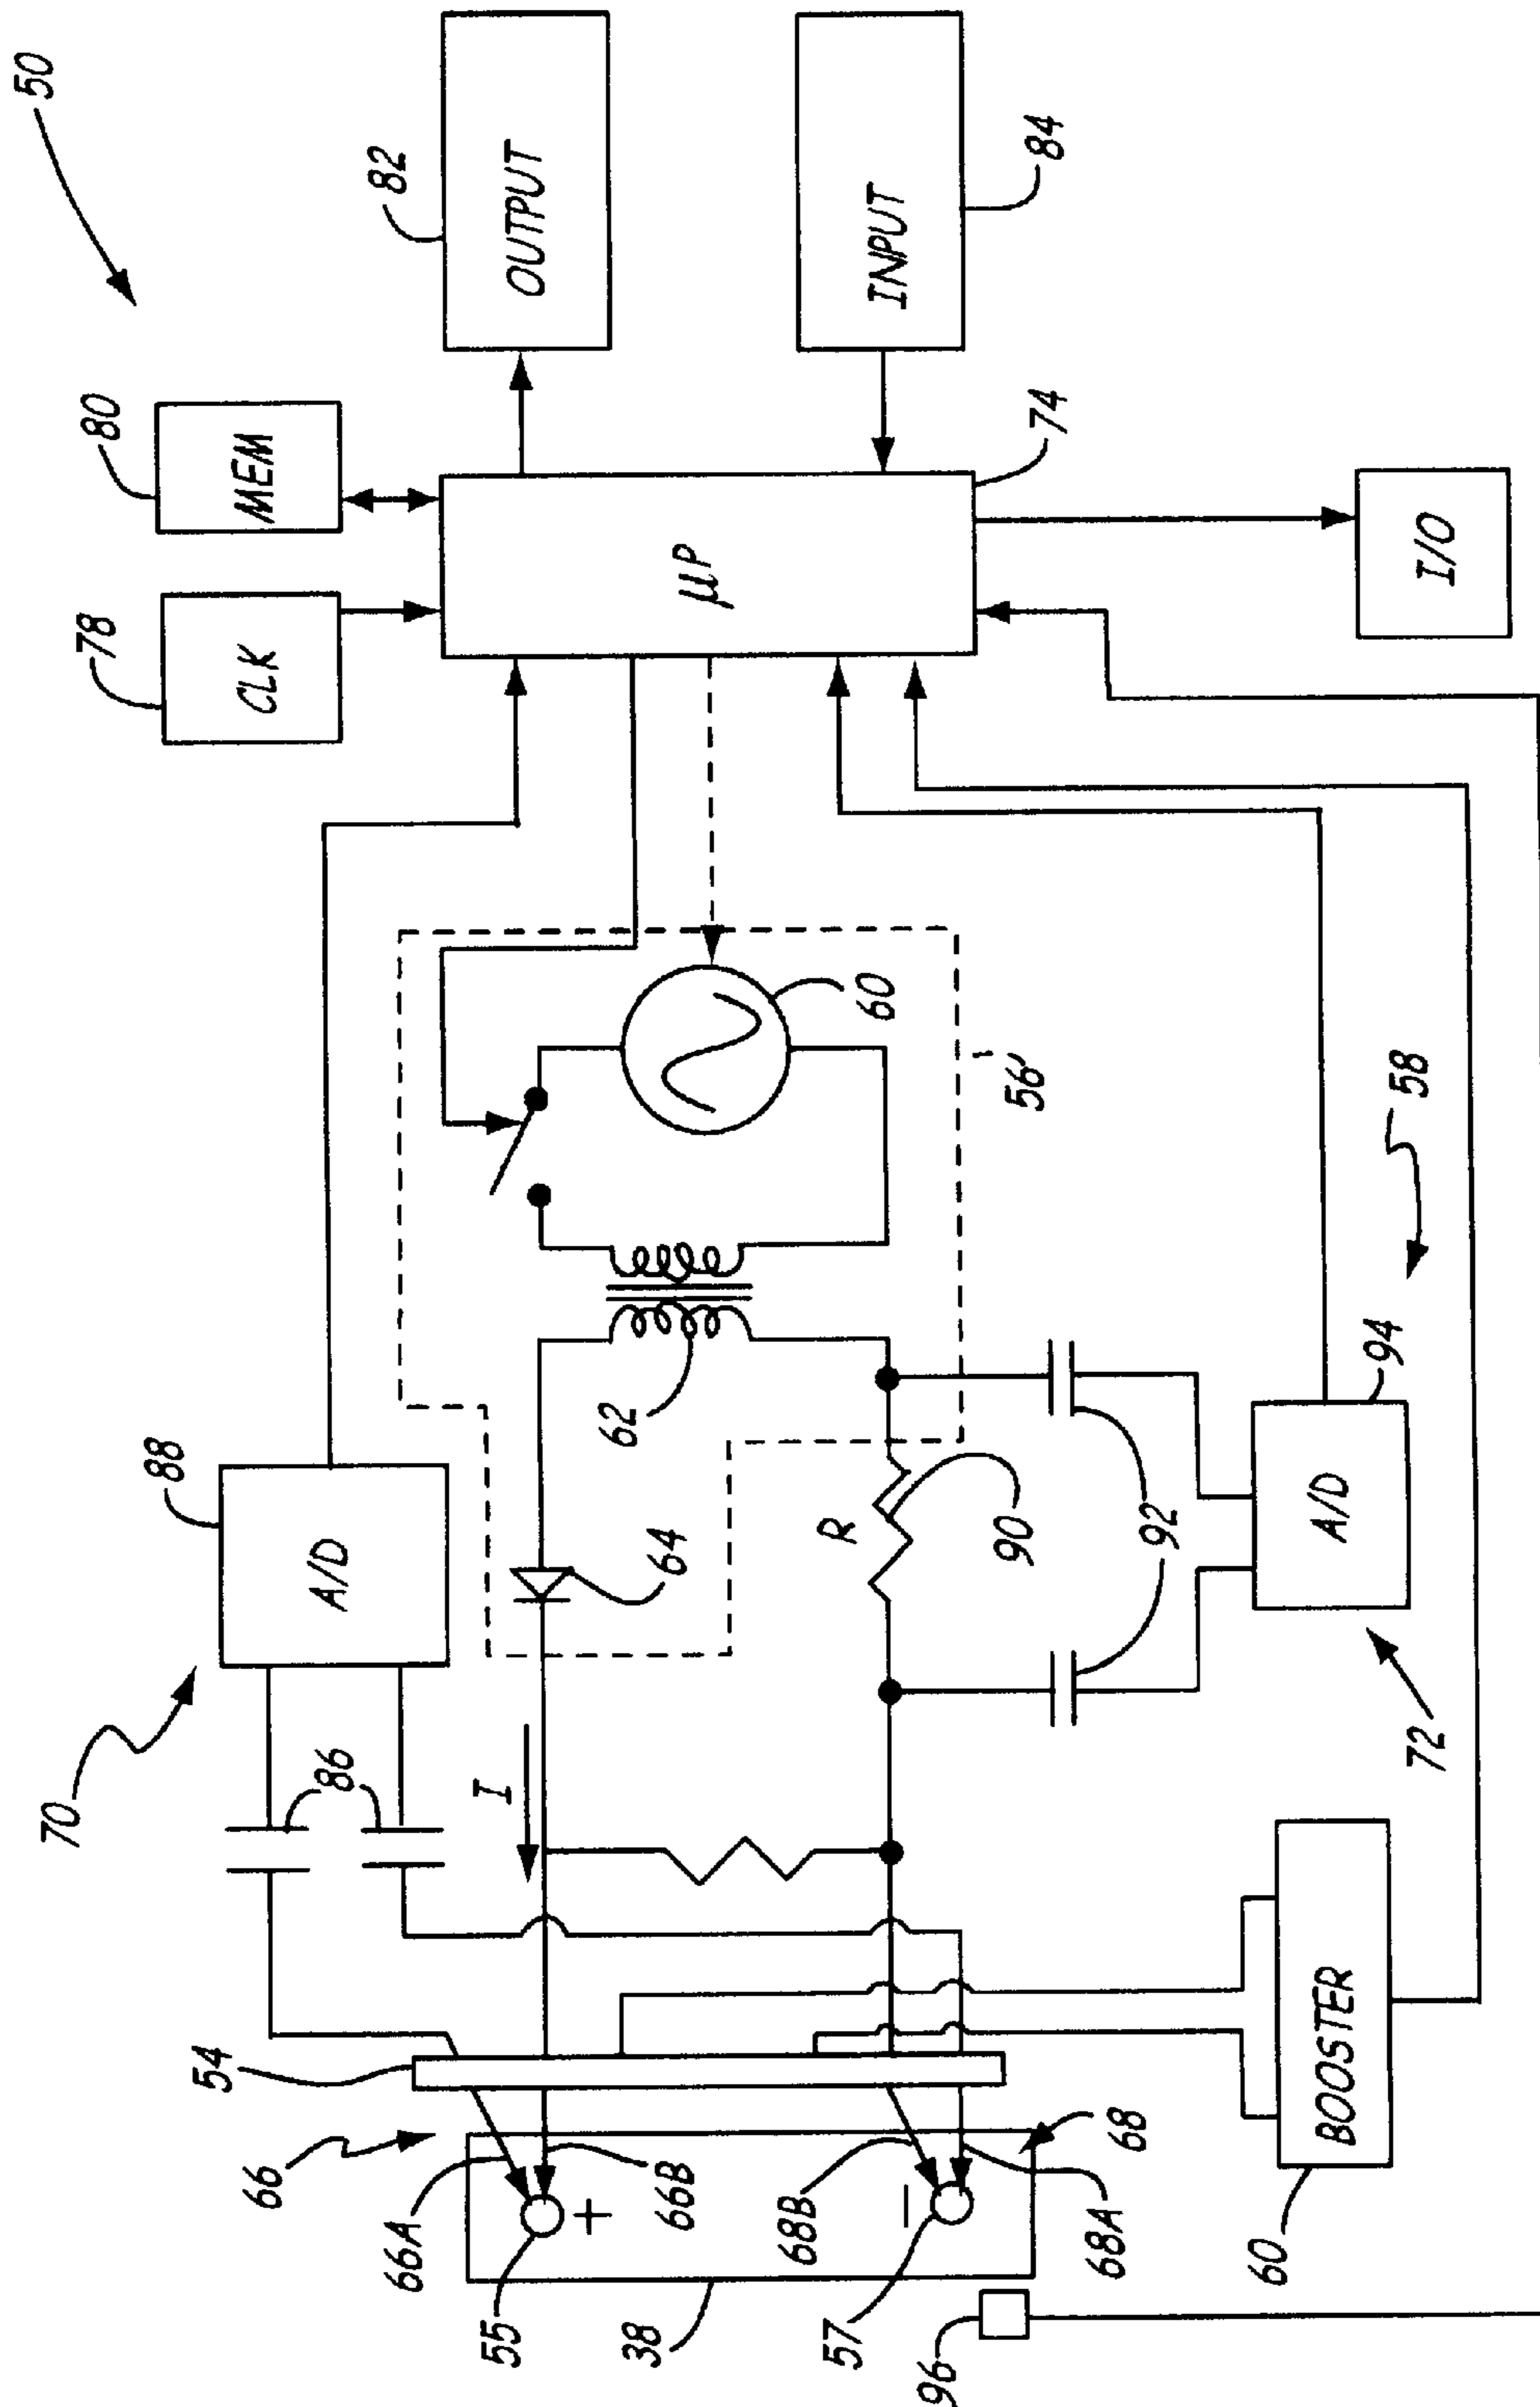 50
82
OUTPUT
84
INPUT
80
MEM
78
CLK
μP
74
I/O
60
56
58
88
A/D
70
86
62
64
I
R
90
92
94
A/D
72
54
66
66A
66B
68
68B
68A
+
−
55
38
57
96
BOOSTER
60